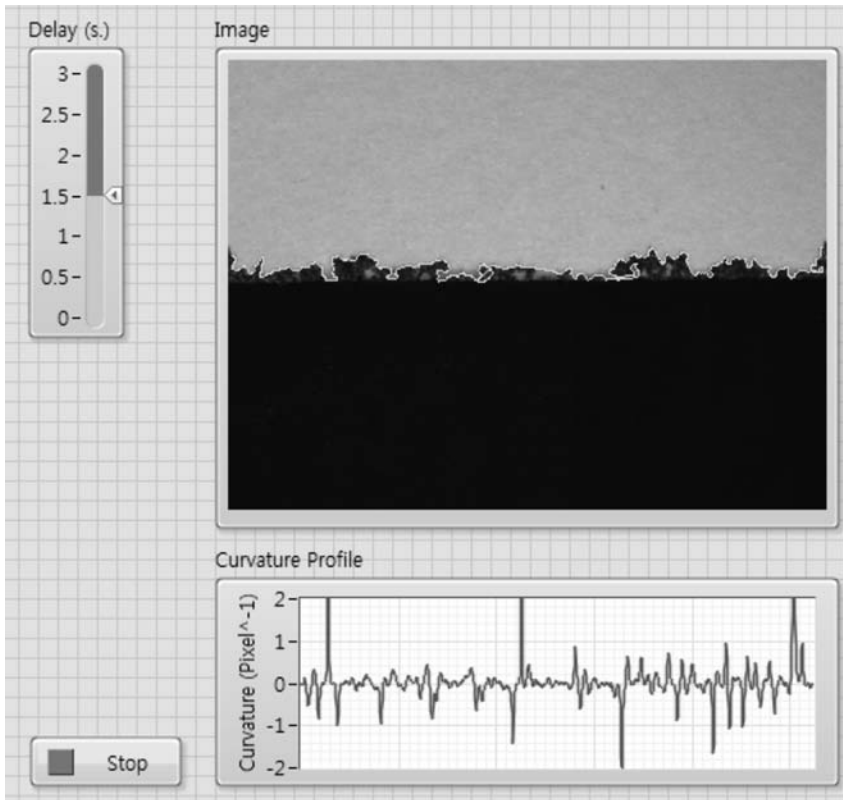 Delay (s.)
3
2.5
2
1.5
1
0.5
0
Image
Curvature Profile
Curvature (Pixel^-1)
2
1
0
-1
-2
Stop